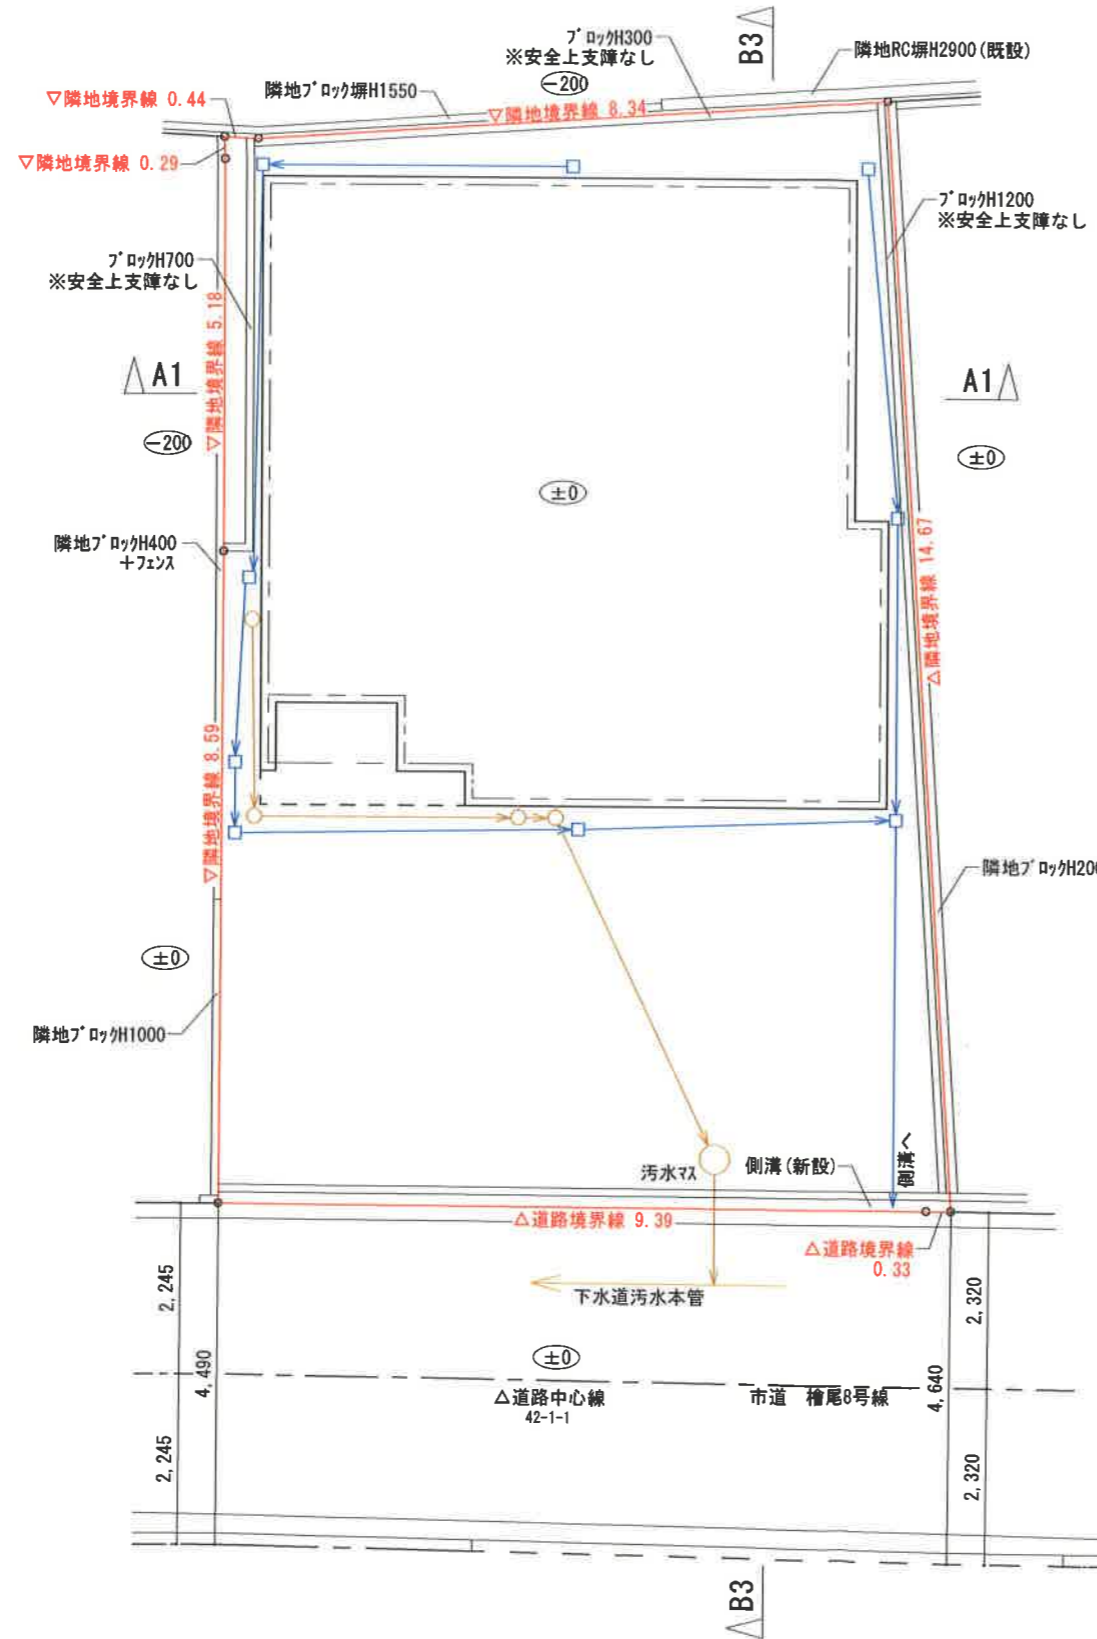 B3
ブロックH300
※安全上支障なし
-200
隣地RC塀H2900(既設)
▽隣地境界線 0.44
隣地ブロック塀H1550
▽隣地境界線 8.34
▽隣地境界線 0.29
ブロックH1200
※安全上支障なし
ブロックH700
※安全上支障なし
▽隣地境界線 5.18
A1
A1
-200
±0
±0
隣地ブロックH400
+フェンス
△隣地境界線 14.67
▽隣地境界線 8.59
隣地ブロックH200
±0
隣地ブロックH1000
汚水マス
側溝(新設)
側溝へ
△道路境界線 9.39
△道路境界線
0.33
2,245
下水道汚水本管
2,320
4,490
±0
4,640
△道路中心線
42-1-1
市道 檜尾8号線
2,245
2,320
B3